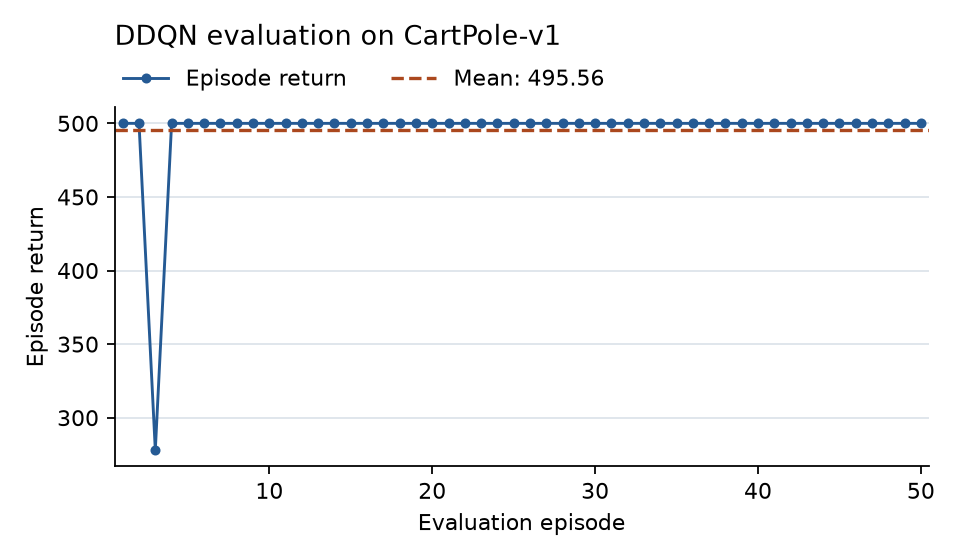 DDQN evaluation on CartPole-v1
Episode return
Mean: 495.56
500
450
400
350
300
Episode return
10
20
30
40
50
Evaluation episode